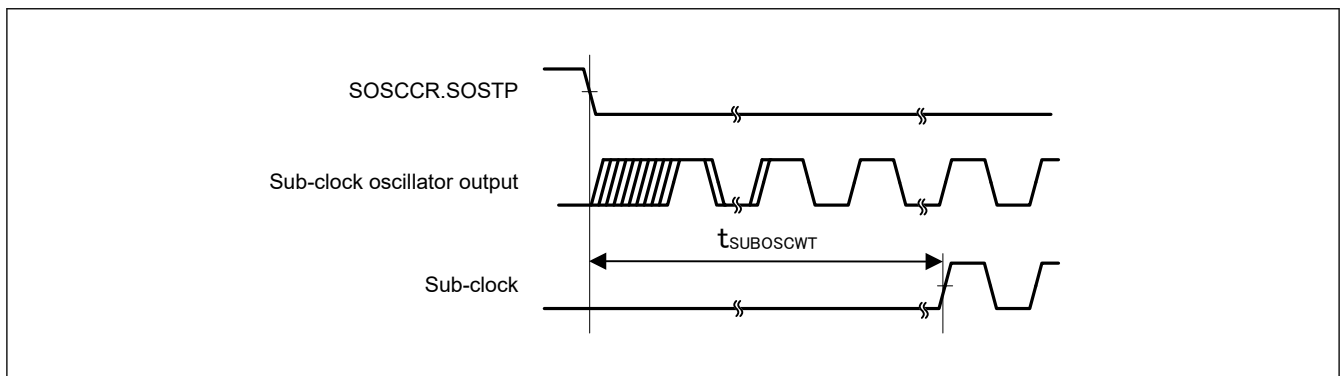 SOSCCR.SOSTP
Sub-clock oscillator output
tSUBOSCWT
Sub-clock